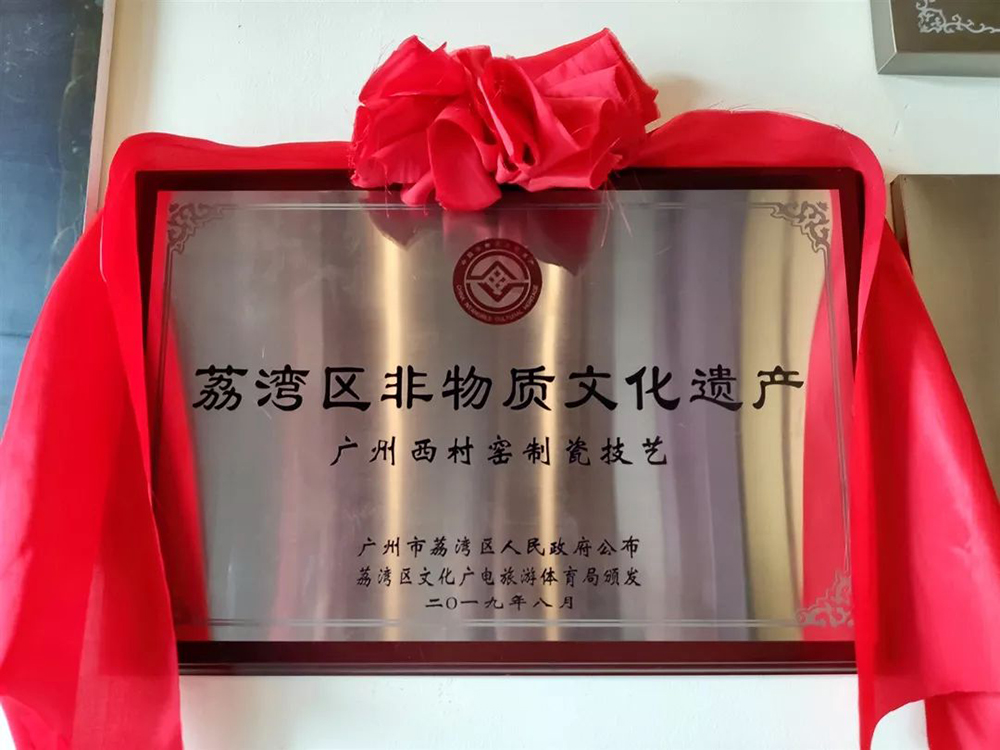 荔湾区非物质文化遗产
广州西村窑制瓷技艺
广州市荔湾区人民政府公布
荔湾区文化广电旅游体育局颁发
二〇一九年八月